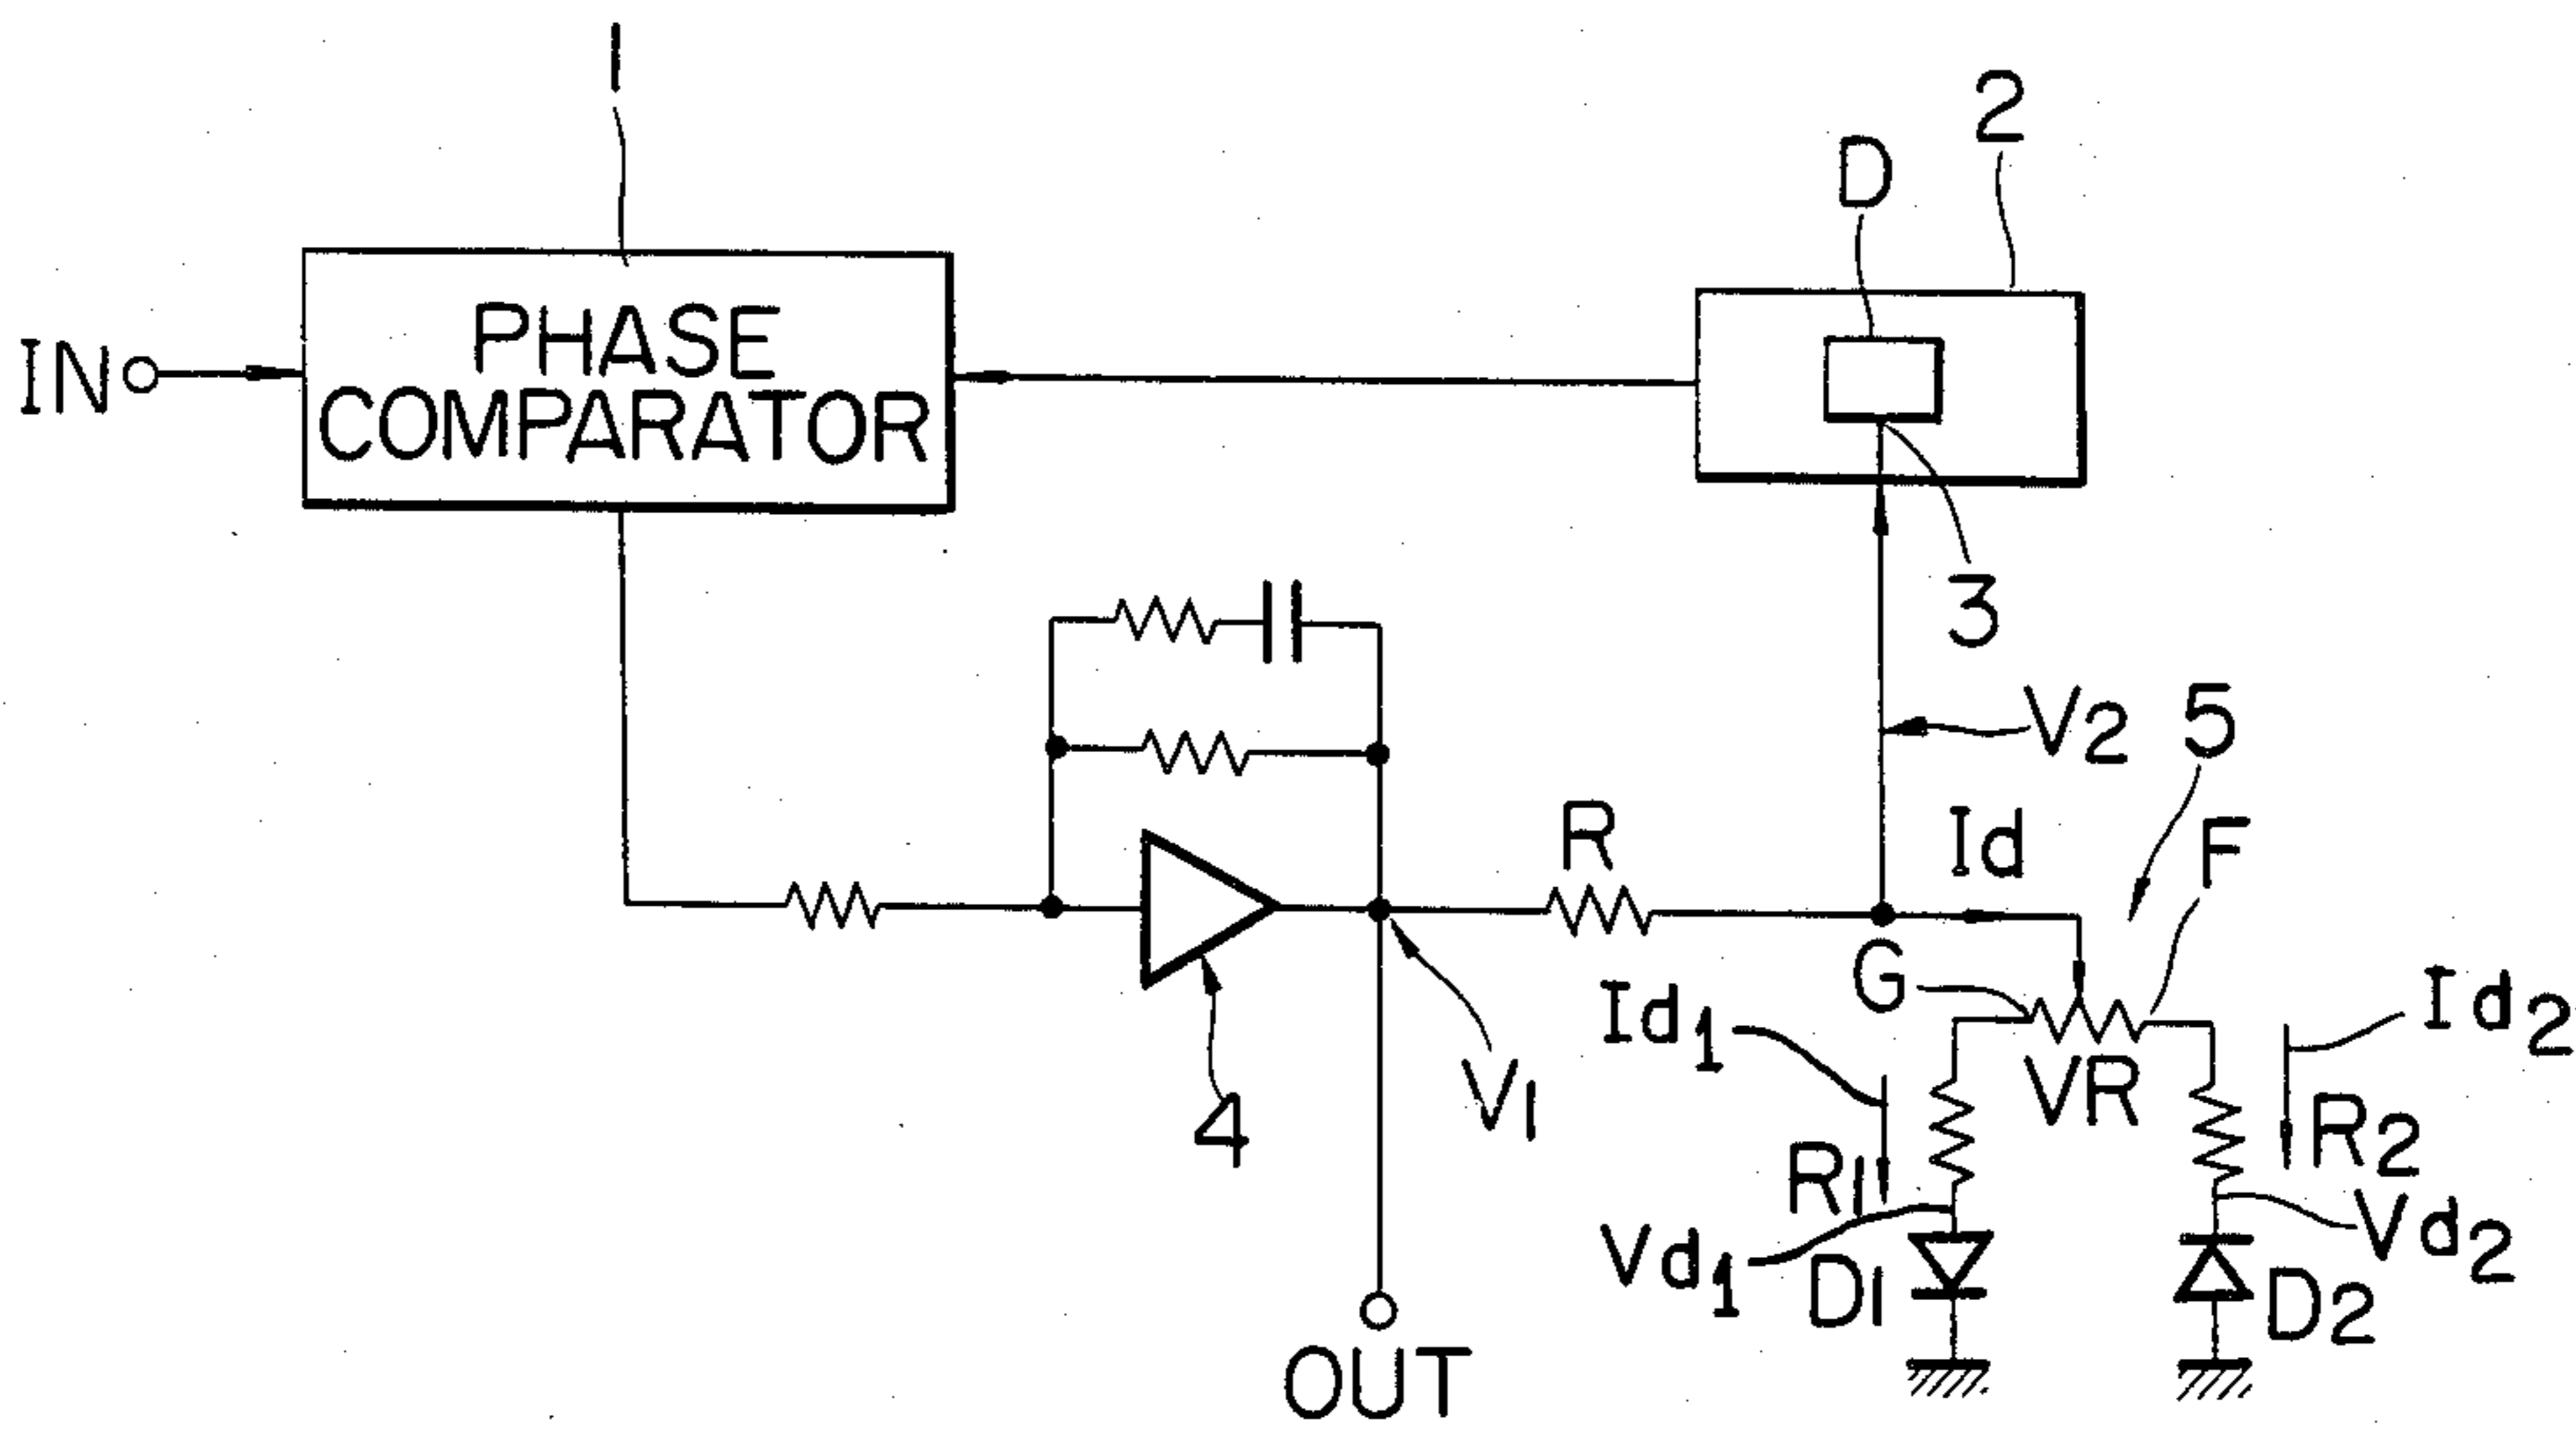 1
2
D
IN
PHASE
COMPARATOR
3
V2
5
R
Id
F
G
Id1
Id2
VR
4
V1
R1
R2
Vd1
D1
Vd2
D2
OUT